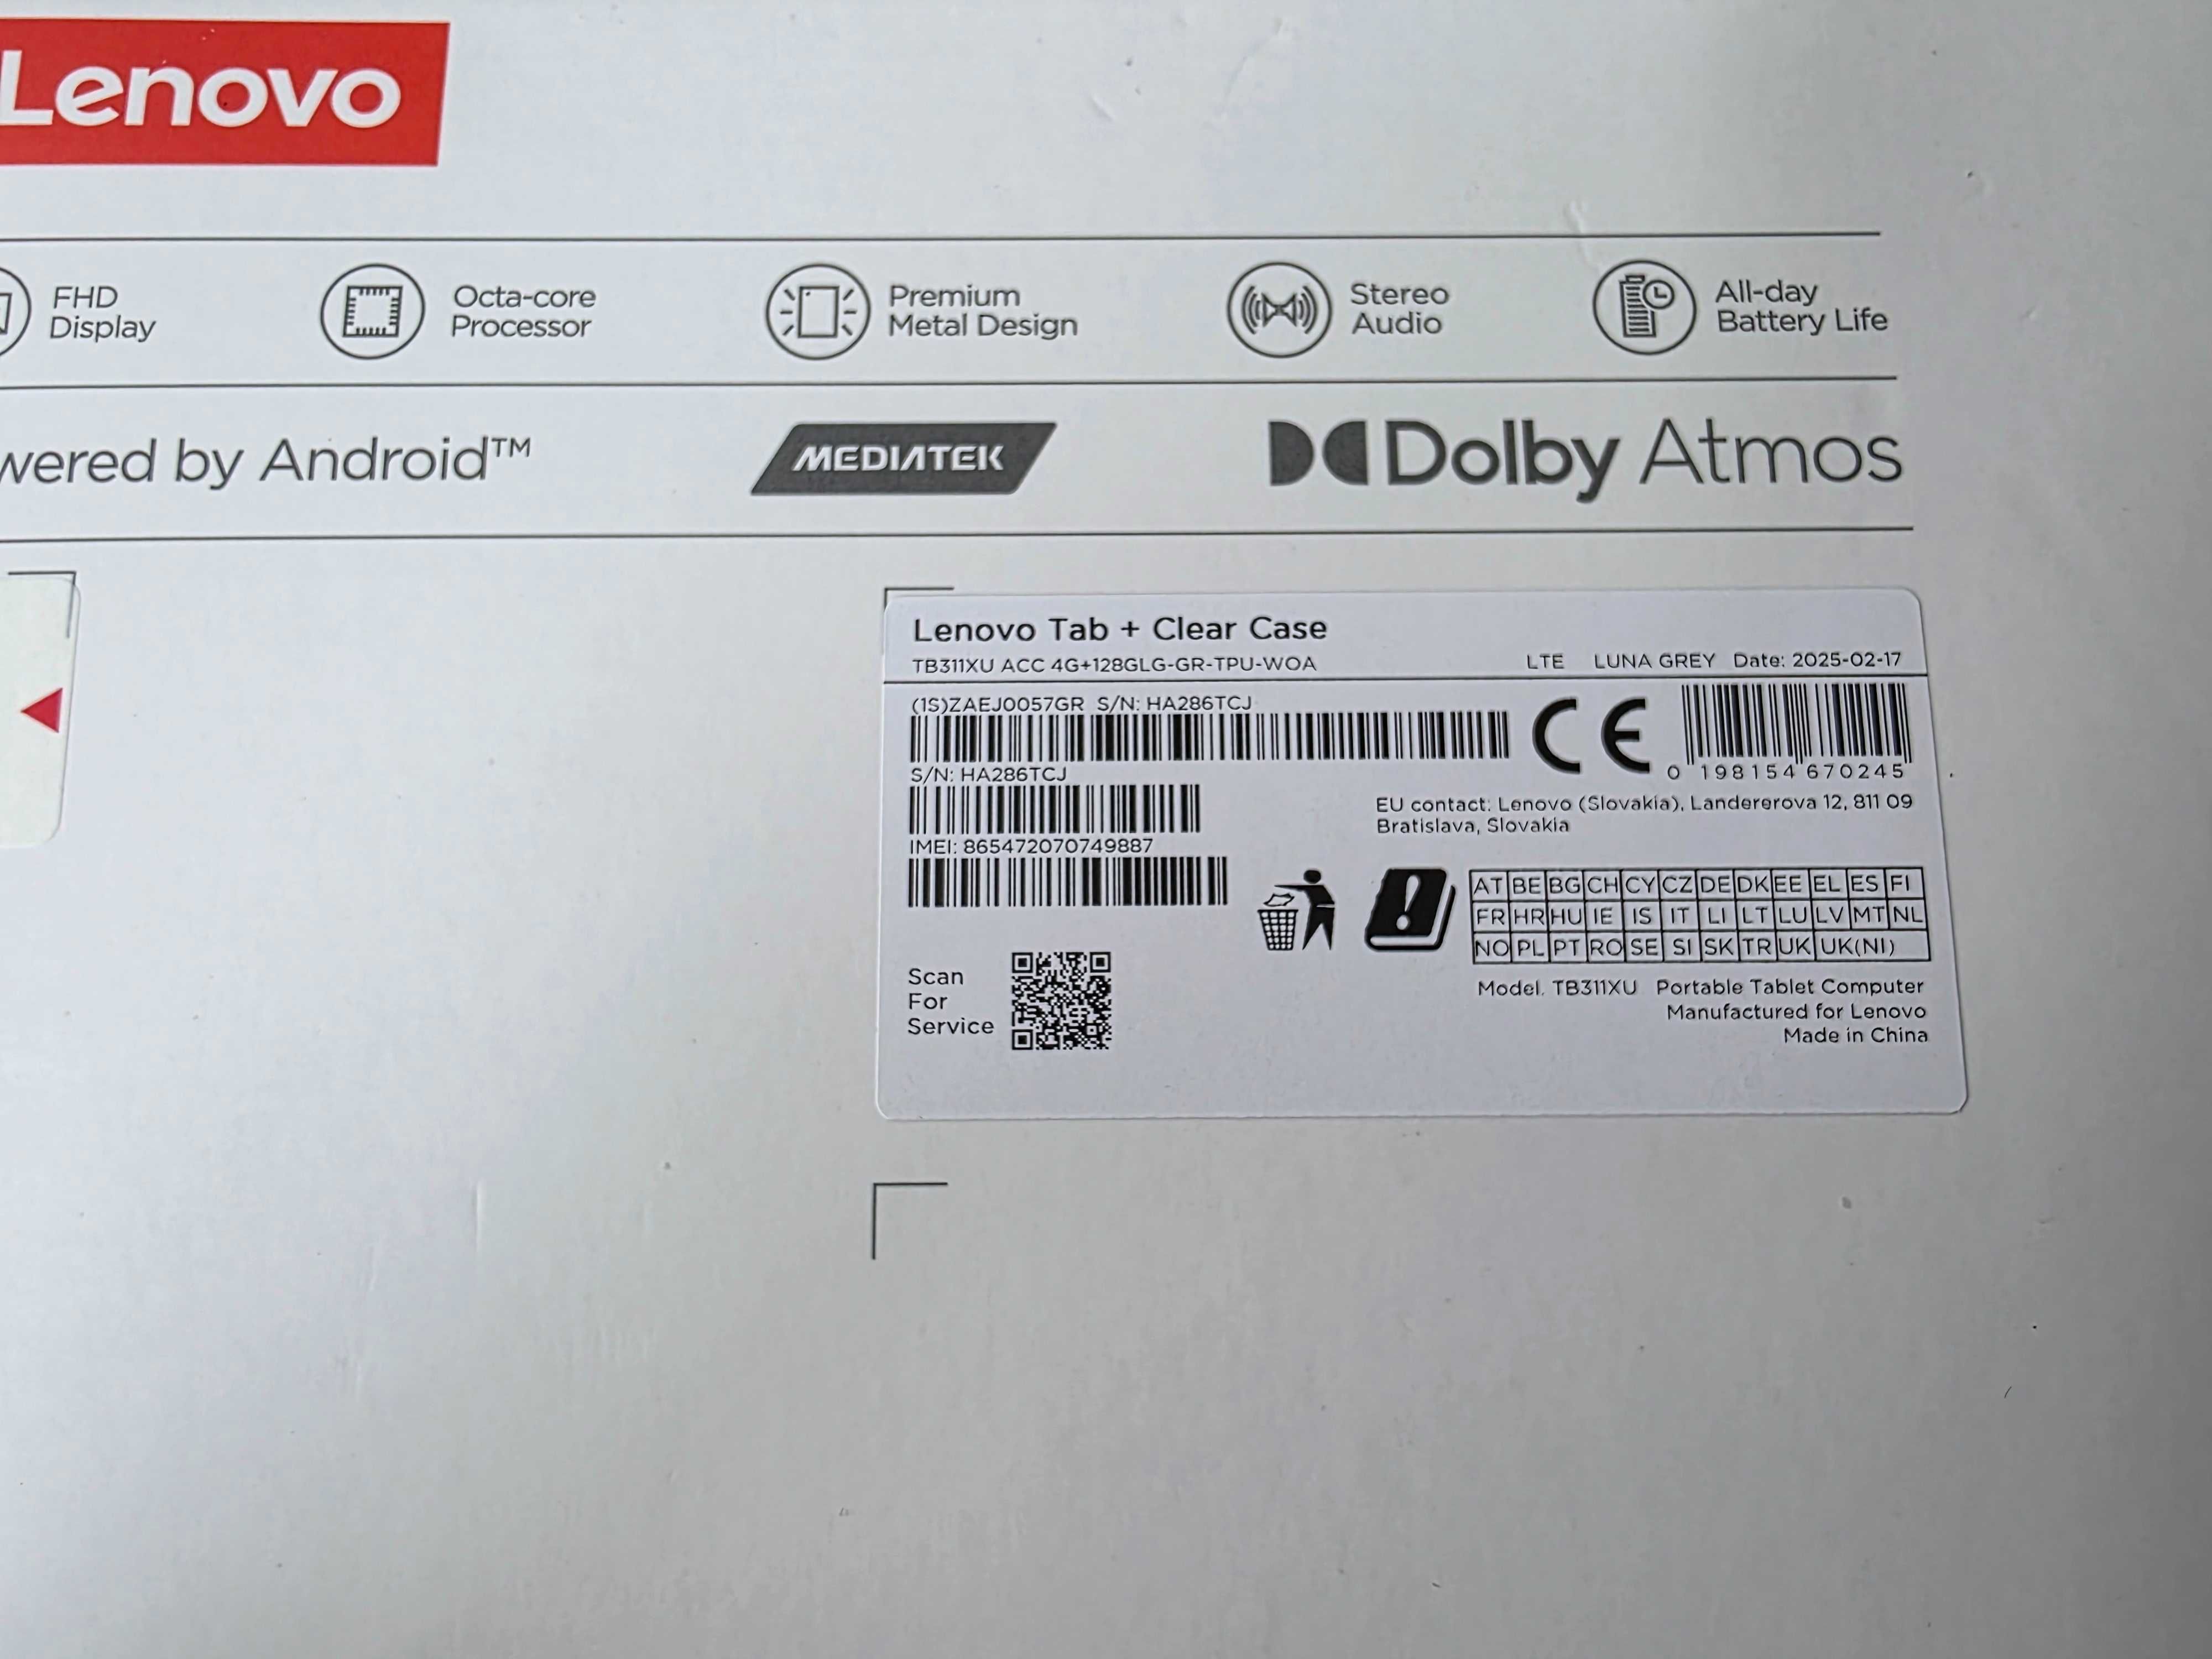 Lenovo
FHD
Display
Octa-core
Processor
Premium
Metal Design
Stereo
Audio
All-day
Battery Life
wered by Android™
MEDIATEK
Dolby Atmos
Lenovo Tab + Clear Case
TB311XU ACC 4G+128GLG-GR-TPU-WOA LTE LUNA GREY Date: 2025-02-17
(1S)ZAEJ0057GR S/N: HA286TCJ
CE
0 198154 670245
S/N: HA286TCJ
EU contact: Lenovo (Slovakia), Landererova 12, 811 09
Bratislava, Slovakia
IMEI: 865472070749887
AT BE BG CH CY CZ DE DK EE EL ES FI
FR HR HU IE IS IT LI LT LU LV MT NL
NO PL PT RO SE SI SK TR UK UK(NI)
Scan
For
Service
Model. TB311XU Portable Tablet Computer
Manufactured for Lenovo
Made in China